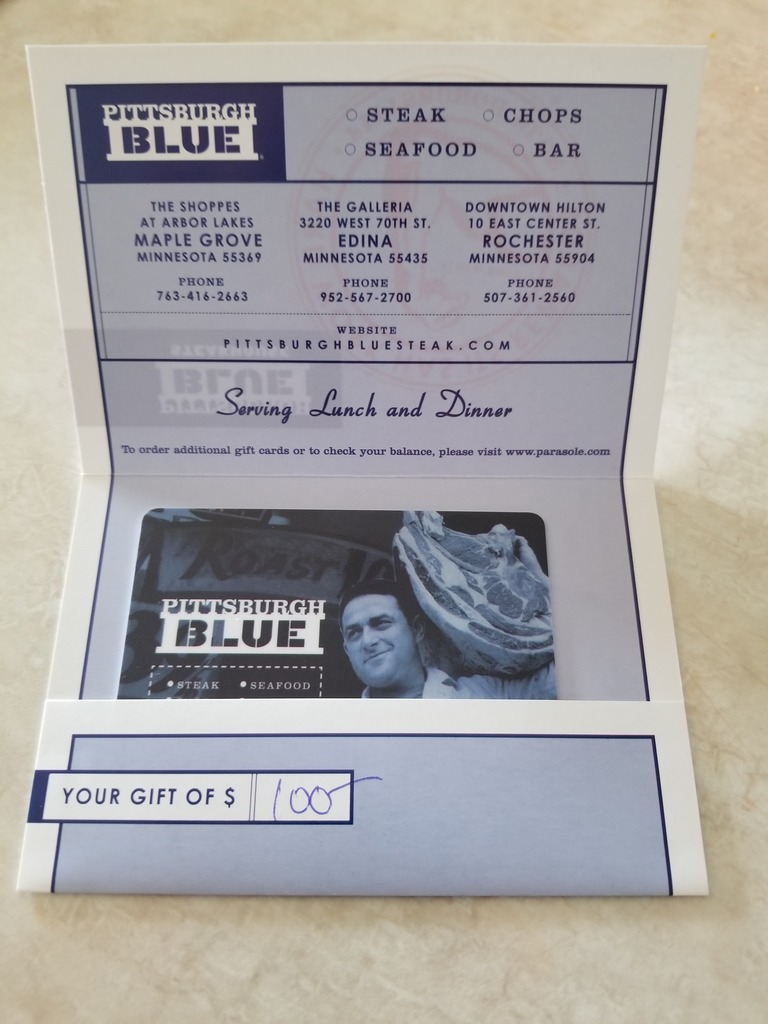 PITTSBURGH
BLUE
STEAK CHOPS
SEAFOOD BAR
THE SHOPPES
AT ARBOR LAKES
MAPLE GROVE
MINNESOTA 55369
PHONE
763-416-2663
THE GALLERIA
3220 WEST 70TH ST.
EDINA
MINNESOTA 55435
PHONE
952-567-2700
DOWNTOWN HILTON
10 EAST CENTER ST.
ROCHESTER
MINNESOTA 55904
PHONE
507-361-2560
WEBSITE
PITTSBURGHBLUESTEAK.COM
Serving Lunch and Dinner
To order additional gift cards or to check your balance, please visit www.parasole.com
ROAST
PITTSBURGH
BLUE
• STEAK • SEAFOOD
YOUR GIFT OF $ 100